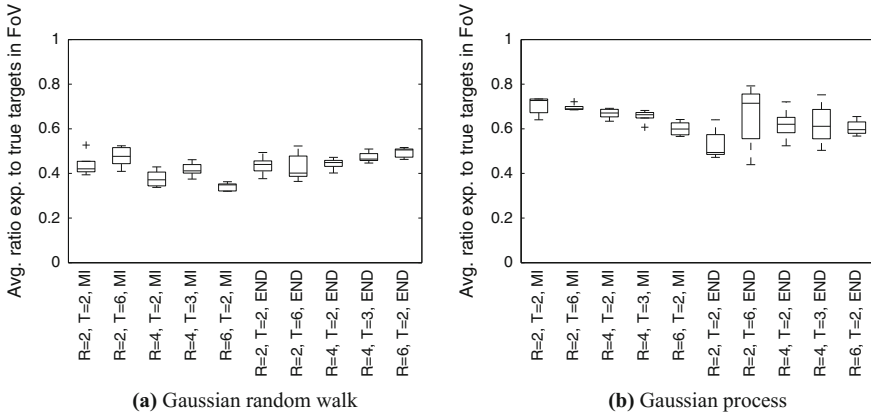 Avg. ratio exp. to true targets in FoV
1
0.8
0.6
0.4
0.2
0
R=2, T=2, MI
R=2, T=6, MI
R=4, T=2, MI
R=4, T=3, MI
R=6, T=2, MI
R=2, T=2, END
R=2, T=6, END
R=4, T=2, END
R=4, T=3, END
R=6, T=2, END
(a) Gaussian random walk
Avg. ratio exp. to true targets in FoV
1
0.8
0.6
0.4
0.2
0
R=2, T=2, MI
R=2, T=6, MI
R=4, T=2, MI
R=4, T=3, MI
R=6, T=2, MI
R=2, T=2, END
R=2, T=6, END
R=4, T=2, END
R=4, T=3, END
R=6, T=2, END
(b) Gaussian process